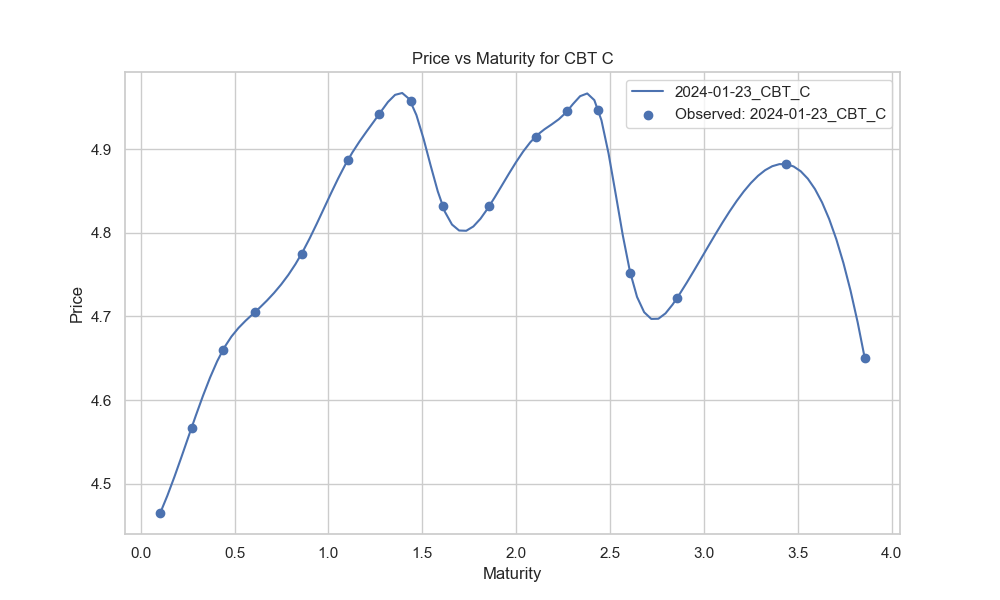 Price vs Maturity for CBT C
2024-01-23_CBT_C
Observed: 2024-01-23_CBT_C
Price
4.9
4.8
4.7
4.6
4.5
0.0 0.5 1.0 1.5 2.0 2.5 3.0 3.5 4.0
Maturity